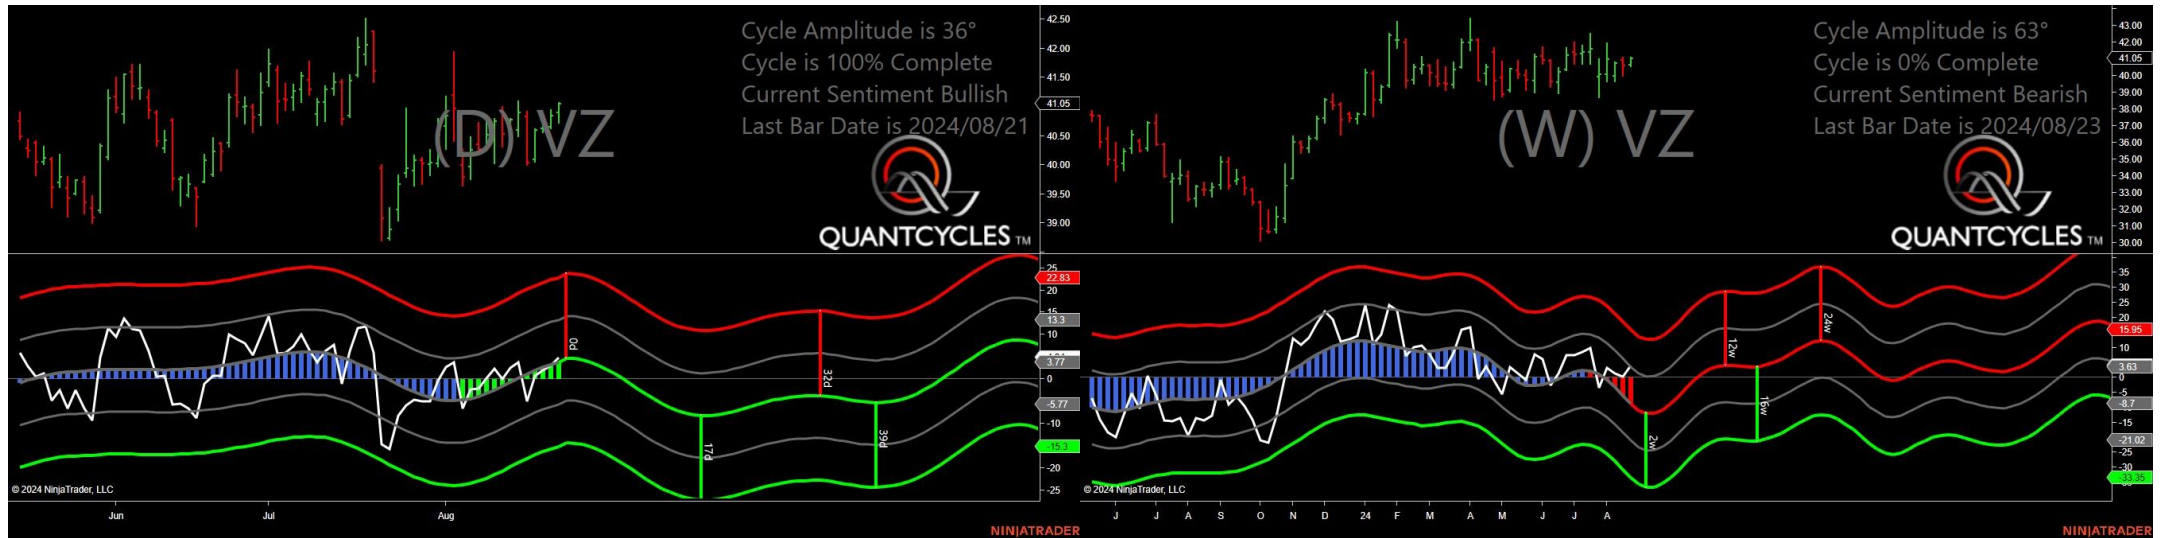 Cycle Amplitude is 36°
Cycle is 100% Complete
Current Sentiment Bullish
Last Bar Date is 2024/08/21
(D) VZ
QUANTCYCLES TM
42.50
42.00
41.50
41.05
40.50
40.00
39.50
39.00
25
22.83
20
15
13.3
10
5
3.77
0
-5.77
-10
-15.3
-20
-25
0d
32d
17d
39d
© 2024 NinjaTrader, LLC
Jun
Jul
Aug
NINJATRADER
Cycle Amplitude is 63°
Cycle is 0% Complete
Current Sentiment Bearish
Last Bar Date is 2024/08/23
(W) VZ
QUANTCYCLES TM
43.00
42.00
41.05
40.00
39.00
38.00
37.00
36.00
35.00
34.00
33.00
32.00
31.00
30.00
35
30
25
20
15.95
10
3.63
0
-5
-8.7
-15
-21.02
-25
-30
-33.35
12w
24w
2w
16w
© 2024 NinjaTrader, LLC
J J A S O N D 24 F M A M J J A
NINJATRADER